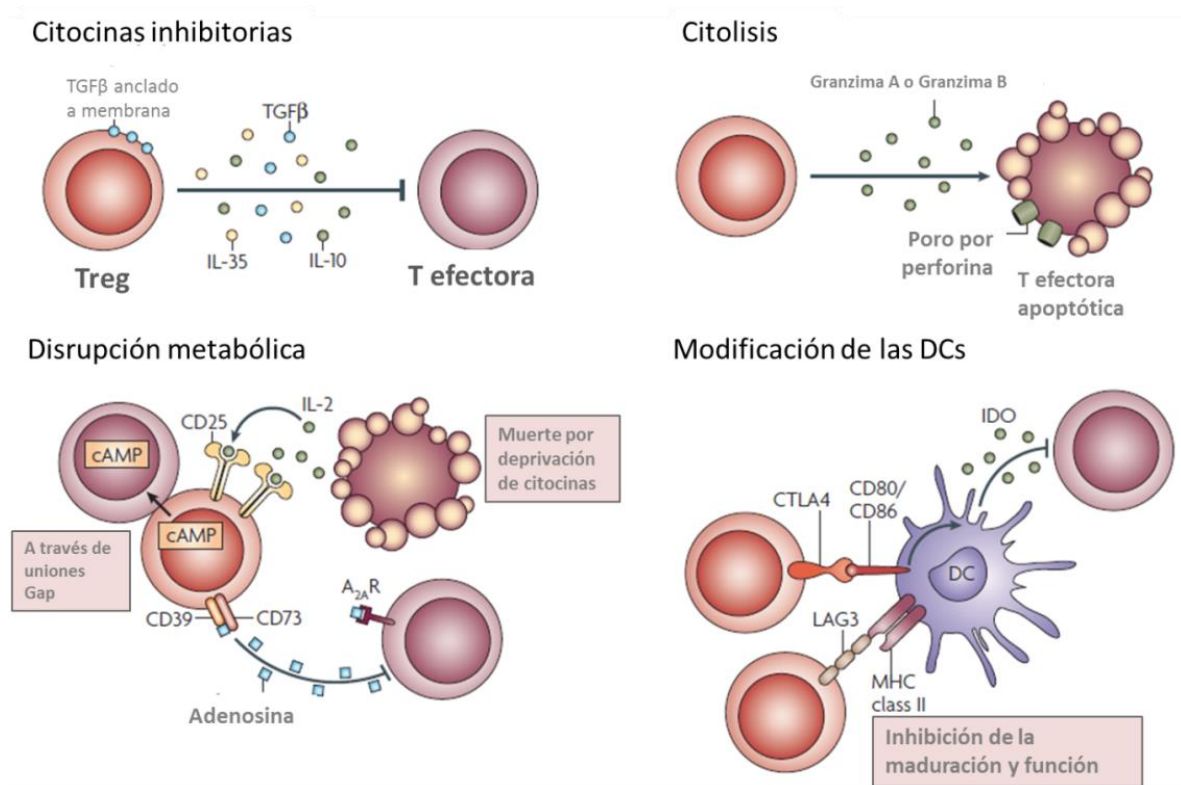 Citocinas inhibitorias
TGFβ anclado
a membrana
TGFβ
IL-35
IL-10
Treg
T efectora
Citolisis
Granzima A o Granzima B
Poro por
perforina
T efectora
apoptótica
Disrupción metabólica
IL-2
CD25
cAMP
Muerte por
deprivación
de citocinas
cAMP
A través de
uniones
Gap
A2AR
CD39
CD73
Adenosina
Modificación de las DCs
IDO
CTLA4
CD80/
CD86
DC
LAG3
MHC
class II
Inhibición de la
maduración y función